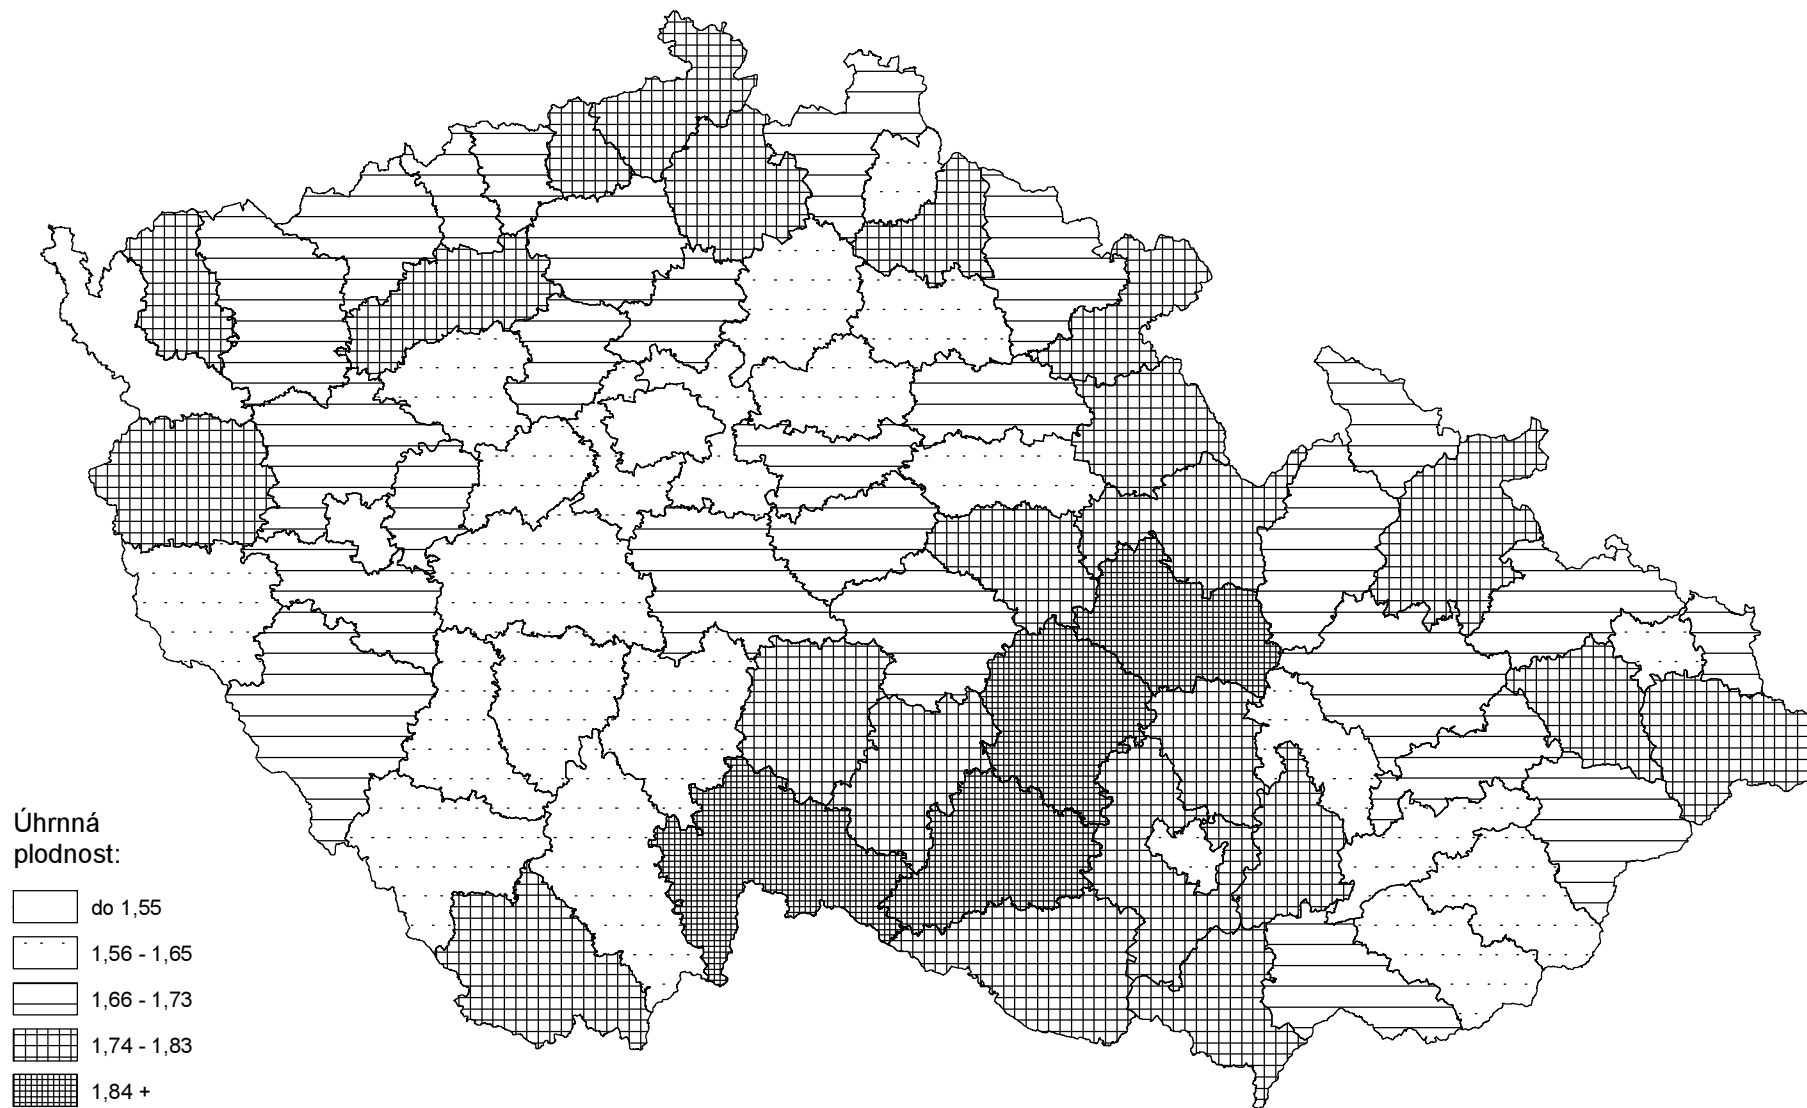 Úhrnná
plodnost:
do 1,55
1,56 - 1,65
1,66 - 1,73
1,74 - 1,83
1,84 +